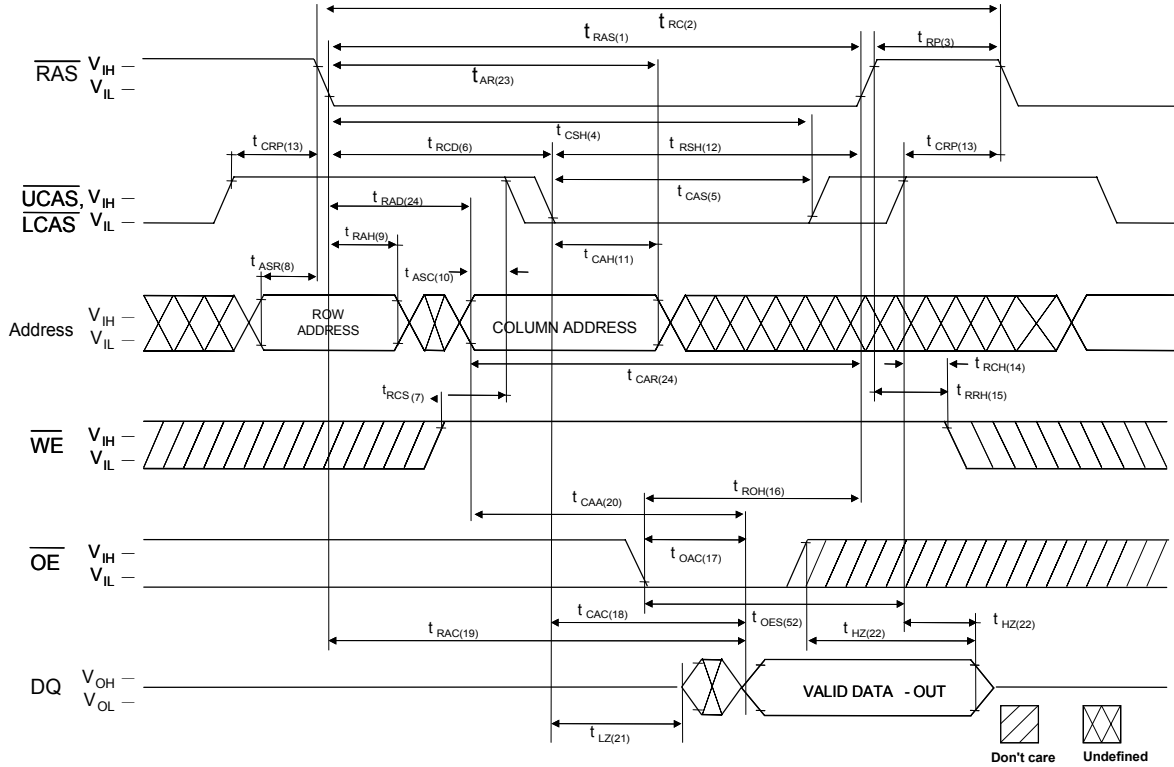 t RC(2)
t RAS(1)
t RP(3)
RAS V IH
V IL
t AR(23)
t CSH(4)
t CRP(13)
t RCD(6)
t RSH(12)
t CRP(13)
UCAS, V IH
LCAS V IL
t CAS(5)
t RAD(24)
t RAH(9)
t CAH(11)
t ASR(8)
t ASC(10)
Address V IH
V IL
ROW
ADDRESS
COLUMN ADDRESS
t CAR(24)
t RCH(14)
t RCS (7)
t RRH(15)
WE V IH
V IL
t ROH(16)
t CAA(20)
OE V IH
V IL
t OAC(17)
t CAC(18)
t OES(52)
t RAC(19)
t HZ(22)
t HZ(22)
DQ V OH
V OL
VALID DATA - OUT
t LZ(21)
Don't care Undefined